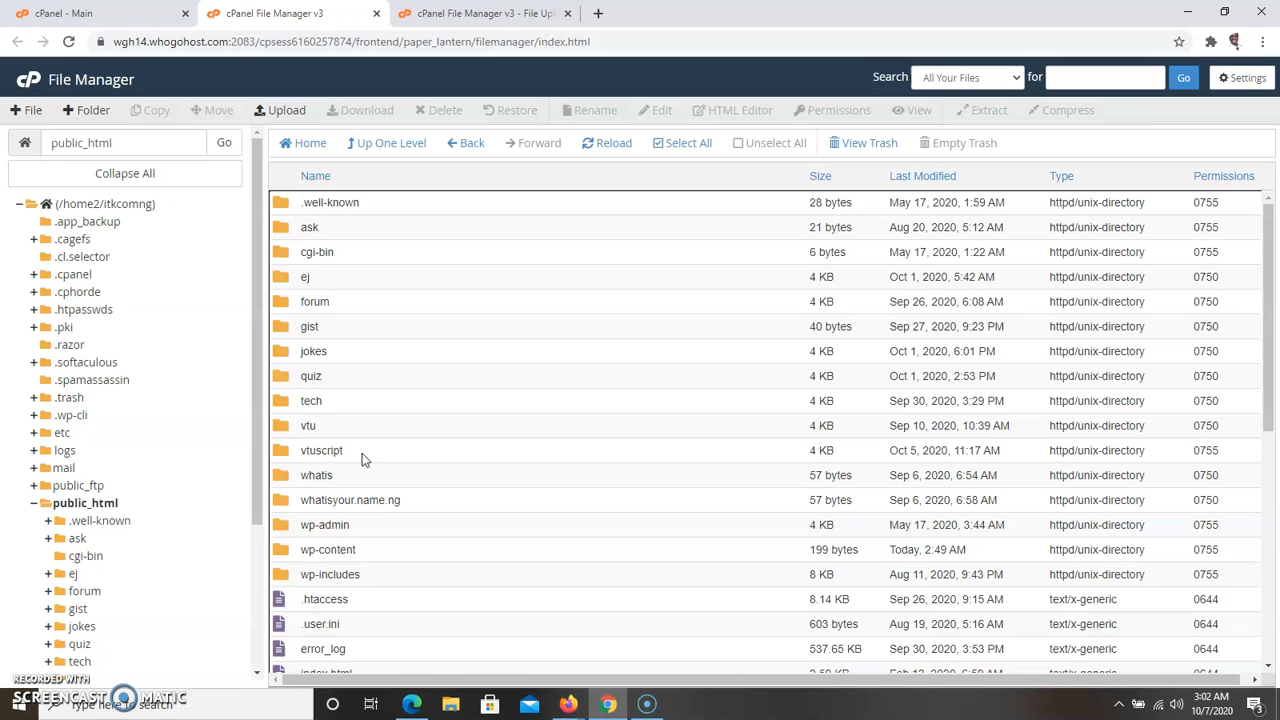 cPanel - Main
cPanel File Manager v3
cPanel File Manager v3 - File Upl
wgh14.whogohost.com:2083/cpsess6160257874/frontend/paper_lantern/filemanager/index.html
cP File Manager
Search All Your Files for Go Settings
File Folder Copy Move Upload Download Delete Restore Rename Edit HTML Editor Permissions View Extract Compress
public_html Go
Home Up One Level Back Forward Reload Select All Unselect All View Trash Empty Trash
Collapse All
(/home2/itkcomng)
.app_backup
.cagefs
.cl.selector
.cpanel
.cphorde
.htpasswds
.pki
.razor
.softaculous
.spamassassin
.trash
.wp-cli
etc
logs
mail
public_ftp
public_html
.well-known
ask
cgi-bin
ej
forum
gist
jokes
quiz
tech
Name Size Last Modified Type Permissions
.well-known 28 bytes May 17, 2020, 1:59 AM httpd/unix-directory 0755
ask 21 bytes Aug 20, 2020, 5:12 AM httpd/unix-directory 0755
cgi-bin 6 bytes May 17, 2020, 1:22 AM httpd/unix-directory 0755
ej 4 KB Oct 1, 2020, 5:42 AM httpd/unix-directory 0750
forum 4 KB Sep 26, 2020, 6:08 AM httpd/unix-directory 0750
gist 40 bytes Sep 27, 2020, 9:23 PM httpd/unix-directory 0750
jokes 4 KB Oct 1, 2020, 6:01 PM httpd/unix-directory 0750
quiz 4 KB Oct 1, 2020, 2:53 PM httpd/unix-directory 0750
tech 4 KB Sep 30, 2020, 3:29 PM httpd/unix-directory 0750
vtu 4 KB Sep 10, 2020, 10:39 AM httpd/unix-directory 0750
vtuscript 4 KB Oct 5, 2020, 11:17 AM httpd/unix-directory 0750
whatis 57 bytes Sep 6, 2020, 6:54 AM httpd/unix-directory 0750
whatisyour.name.ng 57 bytes Sep 6, 2020, 6:58 AM httpd/unix-directory 0750
wp-admin 4 KB May 17, 2020, 3:44 AM httpd/unix-directory 0755
wp-content 199 bytes Today, 2:49 AM httpd/unix-directory 0755
wp-includes 8 KB Aug 11, 2020, 9:43 PM httpd/unix-directory 0755
.htaccess 8.14 KB Sep 26, 2020, 9:15 AM text/x-generic 0644
.user.ini 603 bytes Aug 19, 2020, 5:16 AM text/x-generic 0644
error_log 537.65 KB Sep 30, 2020, 3:53 PM text/x-generic 0644
RECORDED WITH
SCREENCAST MATIC
Type here to search
3:02 AM
10/7/2020
3